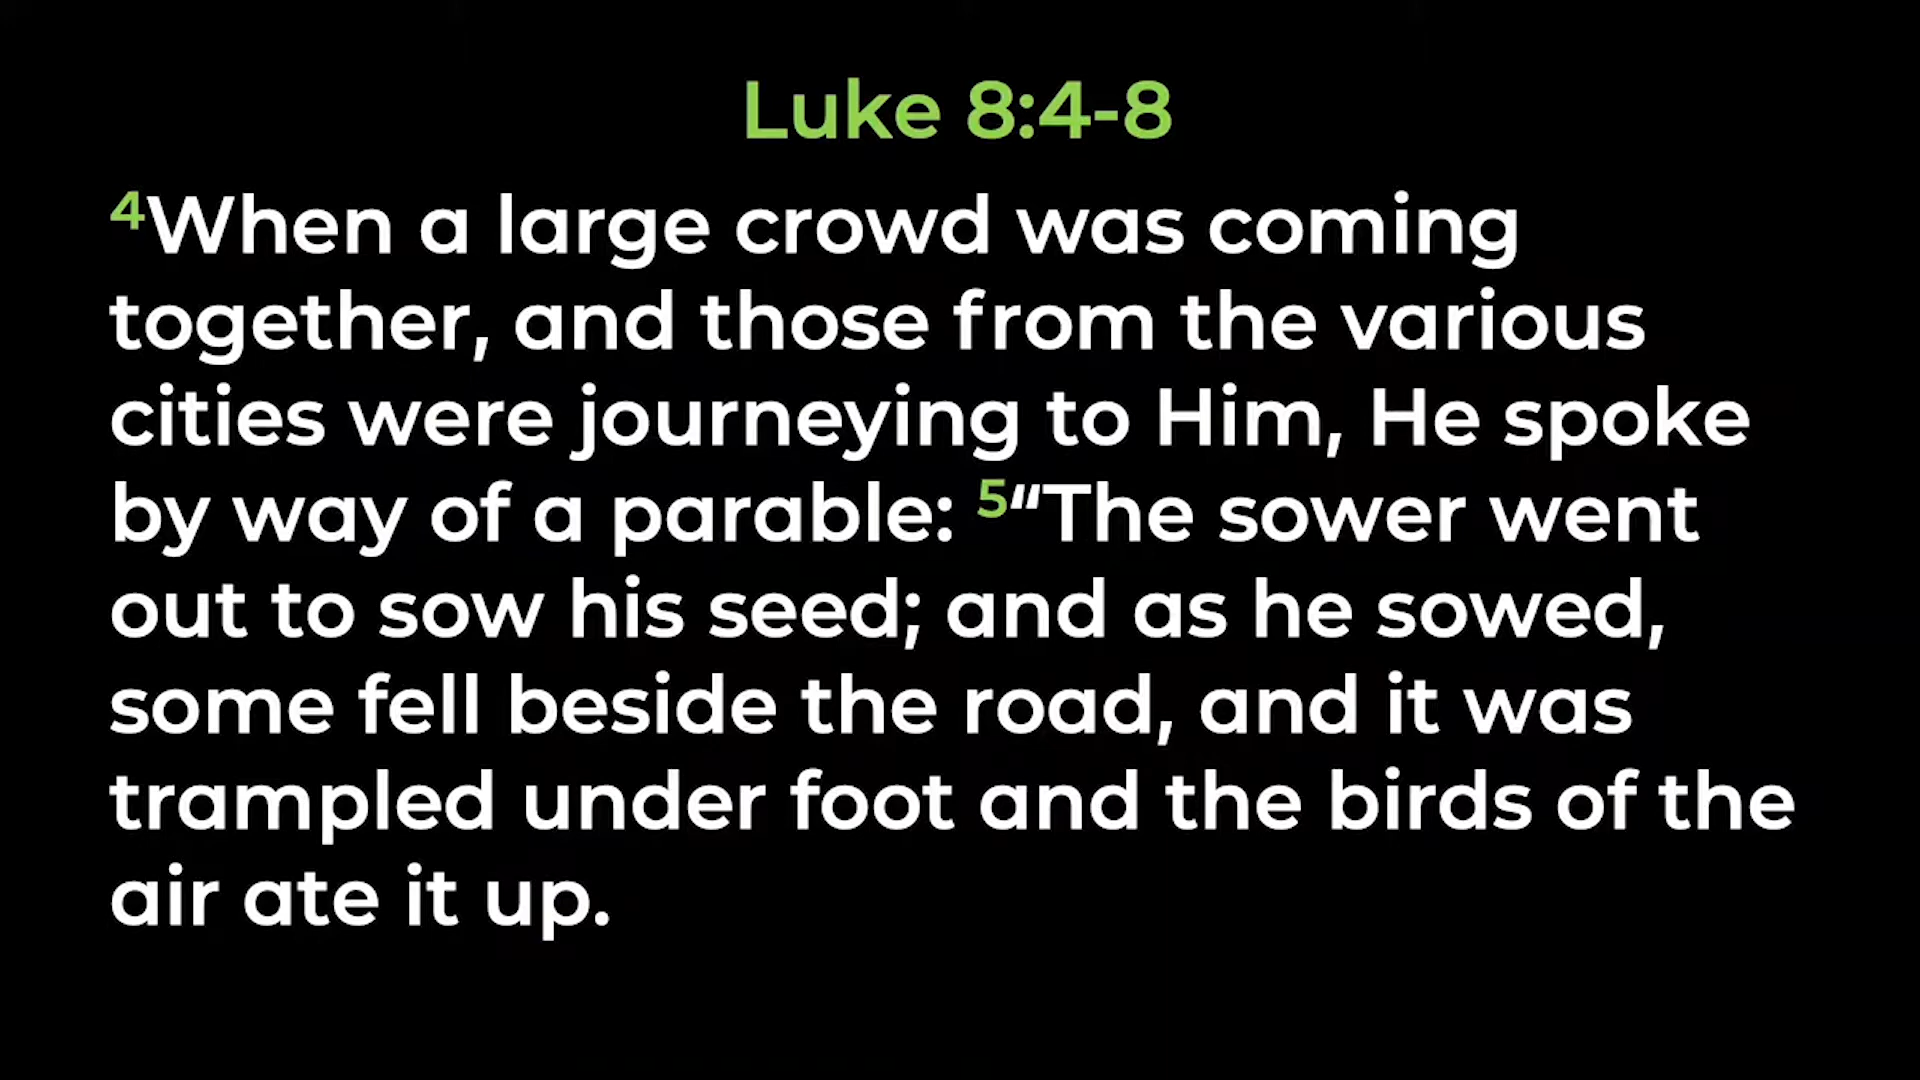 Luke 8:4-8
4When a large crowd was coming
together, and those from the various
cities were journeying to Him, He spoke
by way of a parable: 5“The sower went
out to sow his seed; and as he sowed,
some fell beside the road, and it was
trampled under foot and the birds of the
air ate it up.